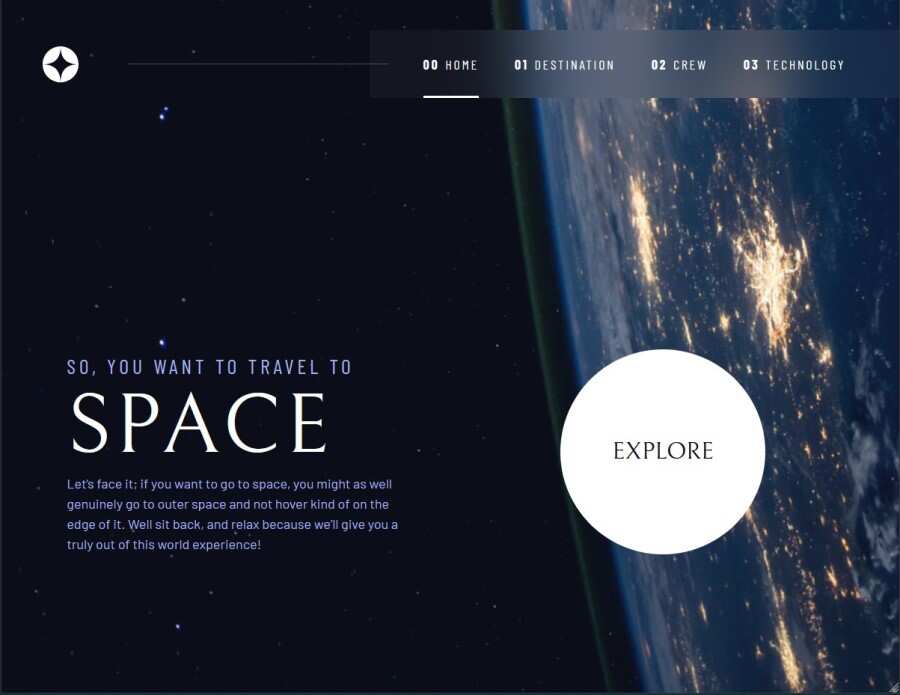 00 HOME 01 DESTINATION 02 CREW 03 TECHNOLOGY
SO, YOU WANT TO TRAVEL TO
SPACE
Let's face it; if you want to go to space, you might as well
genuinely go to outer space and not hover kind of on the
edge of it. Well sit back, and relax because we'll give you a
truly out of this world experience!
EXPLORE